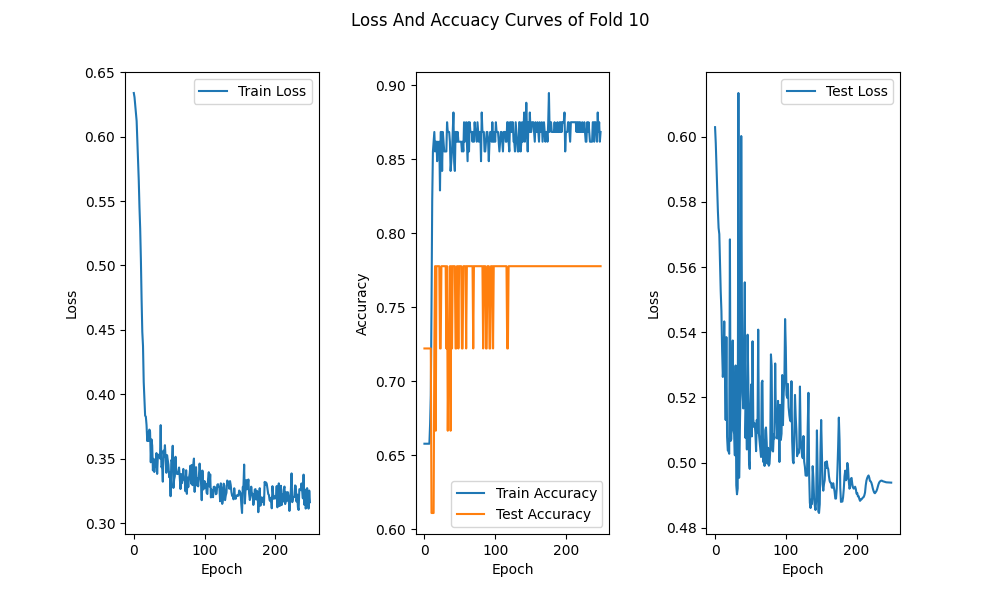 Loss And Accuacy Curves of Fold 10
0.65
0.60
0.55
0.50
0.45
0.40
0.35
0.30
Loss
0
100
200
Epoch
Train Loss
0.90
0.85
0.80
0.75
0.70
0.65
0.60
Accuracy
0
100
200
Epoch
Train Accuracy
Test Accuracy
0.60
0.58
0.56
0.54
0.52
0.50
0.48
Loss
0
100
200
Epoch
Test Loss